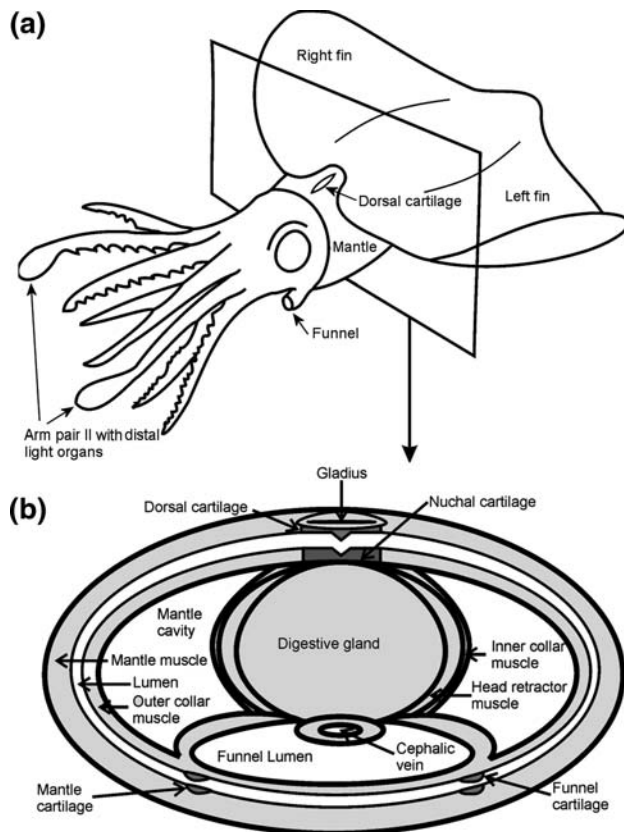 (a)
Right fin
Dorsal cartilage
Left fin
Mantle
Funnel
Arm pair II with distal
light organs
Gladius
(b)
Dorsal cartilage
Nuchal cartilage
Mantle
cavity
Digestive gland
Inner collar
muscle
Mantle muscle
Lumen
Head retractor
muscle
Outer collar
muscle
Funnel Lumen
Cephalic
vein
Mantle
cartilage
Funnel
cartilage